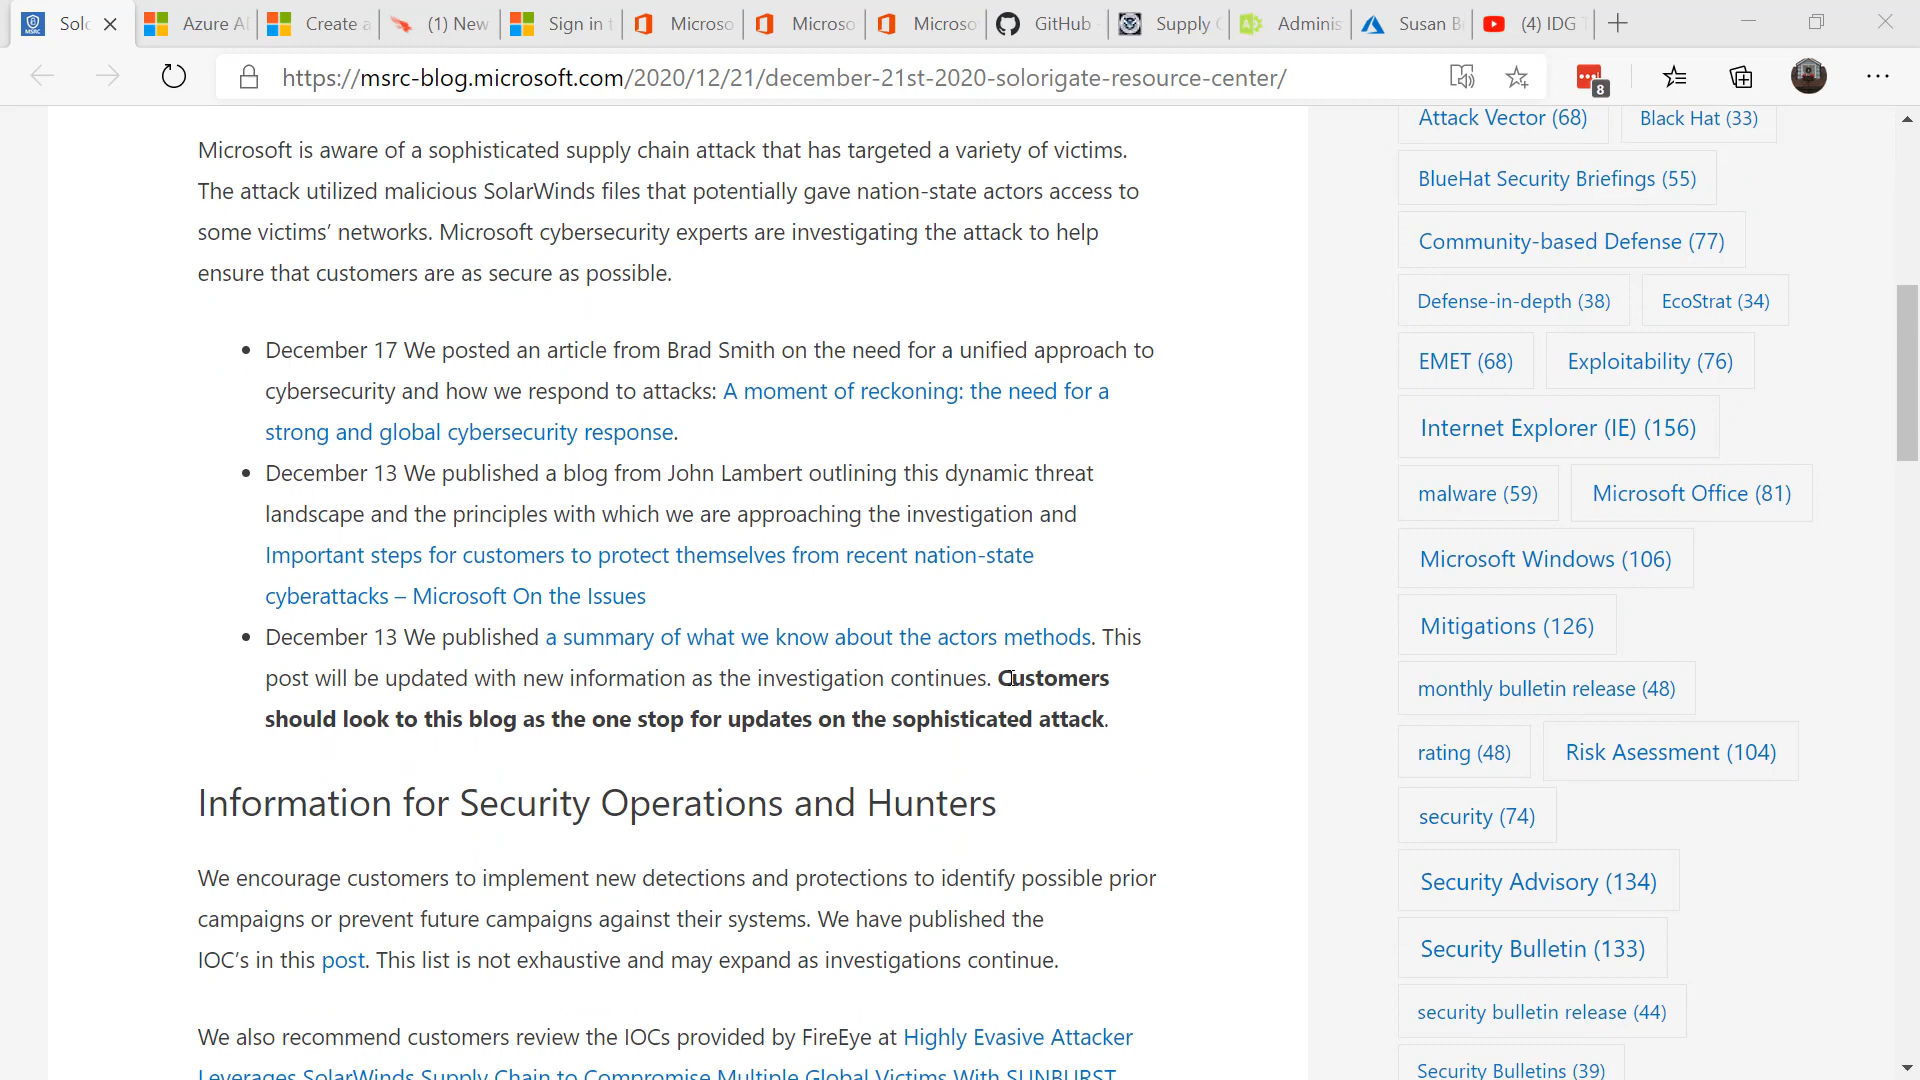 Solo
Azure A
Create a
(1) New
Sign in t
Microso
Microso
Microso
GitHub
Supply
Adminis
Susan B
(4) IDG
https://msrc-blog.microsoft.com/2020/12/21/december-21st-2020-solorigate-resource-center/
8
Microsoft is aware of a sophisticated supply chain attack that has targeted a variety of victims.
The attack utilized malicious SolarWinds files that potentially gave nation-state actors access to
some victims’ networks. Microsoft cybersecurity experts are investigating the attack to help
ensure that customers are as secure as possible.
• December 17 We posted an article from Brad Smith on the need for a unified approach to
cybersecurity and how we respond to attacks: A moment of reckoning: the need for a
strong and global cybersecurity response.
• December 13 We published a blog from John Lambert outlining this dynamic threat
landscape and the principles with which we are approaching the investigation and
Important steps for customers to protect themselves from recent nation-state
cyberattacks – Microsoft On the Issues
• December 13 We published a summary of what we know about the actors methods. This
post will be updated with new information as the investigation continues. Customers
should look to this blog as the one stop for updates on the sophisticated attack.
Information for Security Operations and Hunters
We encourage customers to implement new detections and protections to identify possible prior
campaigns or prevent future campaigns against their systems. We have published the
IOC’s in this post. This list is not exhaustive and may expand as investigations continue.
We also recommend customers review the IOCs provided by FireEye at Highly Evasive Attacker
Leverages SolarWinds Supply Chain to Compromise Multiple Global Victims With SUNBURST
Attack Vector (68) Black Hat (33)
BlueHat Security Briefings (55)
Community-based Defense (77)
Defense-in-depth (38) EcoStrat (34)
EMET (68) Exploitability (76)
Internet Explorer (IE) (156)
malware (59) Microsoft Office (81)
Microsoft Windows (106)
Mitigations (126)
monthly bulletin release (48)
rating (48) Risk Asessment (104)
security (74)
Security Advisory (134)
Security Bulletin (133)
security bulletin release (44)
Security Bulletins (39)